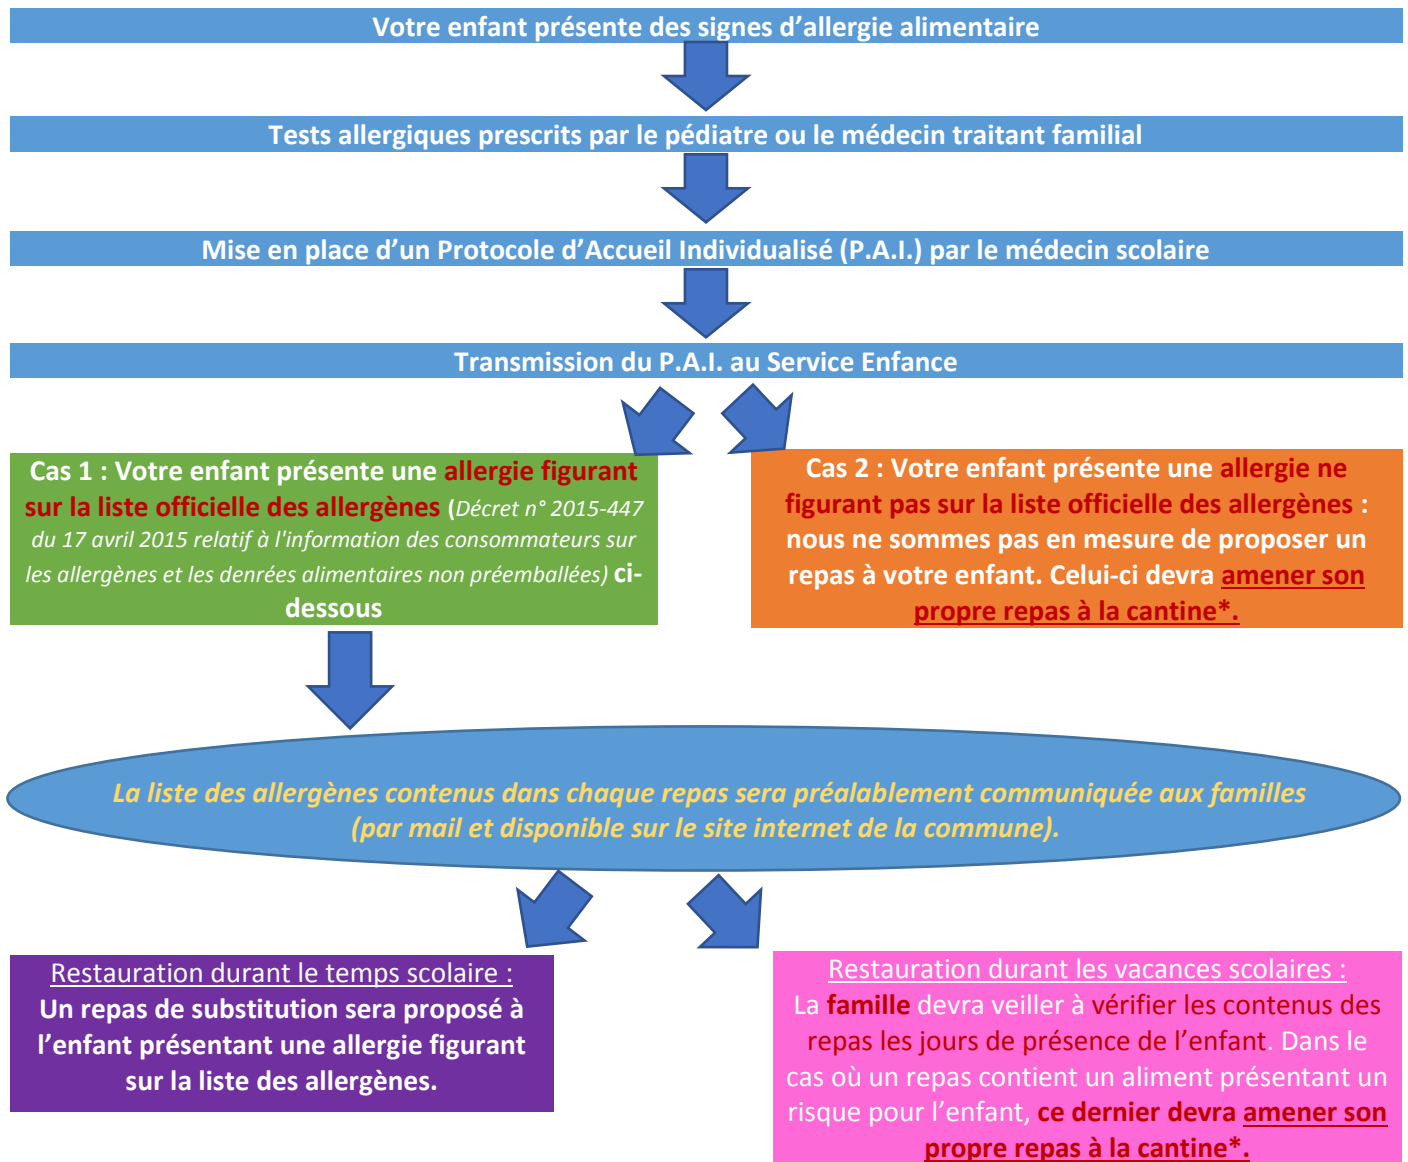 Votre enfant présente des signes d’allergie alimentaire
Tests allergiques prescrits par le pédiatre ou le médecin traitant familial
Mise en place d’un Protocole d’Accueil Individualisé (P.A.I.) par le médecin scolaire
Transmission du P.A.I. au Service Enfance
Cas 1 : Votre enfant présente une allergie figurant
sur la liste officielle des allergènes (Décret n° 2015-447
du 17 avril 2015 relatif à l'information des consommateurs sur
les allergènes et les denrées alimentaires non préemballées) ci-
dessous
Cas 2 : Votre enfant présente une allergie ne
figurant pas sur la liste officielle des allergènes :
nous ne sommes pas en mesure de proposer un
repas à votre enfant. Celui-ci devra amener son
propre repas à la cantine*.
La liste des allergènes contenus dans chaque repas sera préalablement communiquée aux familles
(par mail et disponible sur le site internet de la commune).
Restauration durant le temps scolaire :
Un repas de substitution sera proposé à
l’enfant présentant une allergie figurant
sur la liste des allergènes.
Restauration durant les vacances scolaires :
La famille devra veiller à vérifier les contenus des
repas les jours de présence de l’enfant. Dans le
cas où un repas contient un aliment présentant un
risque pour l’enfant, ce dernier devra amener son
propre repas à la cantine*.